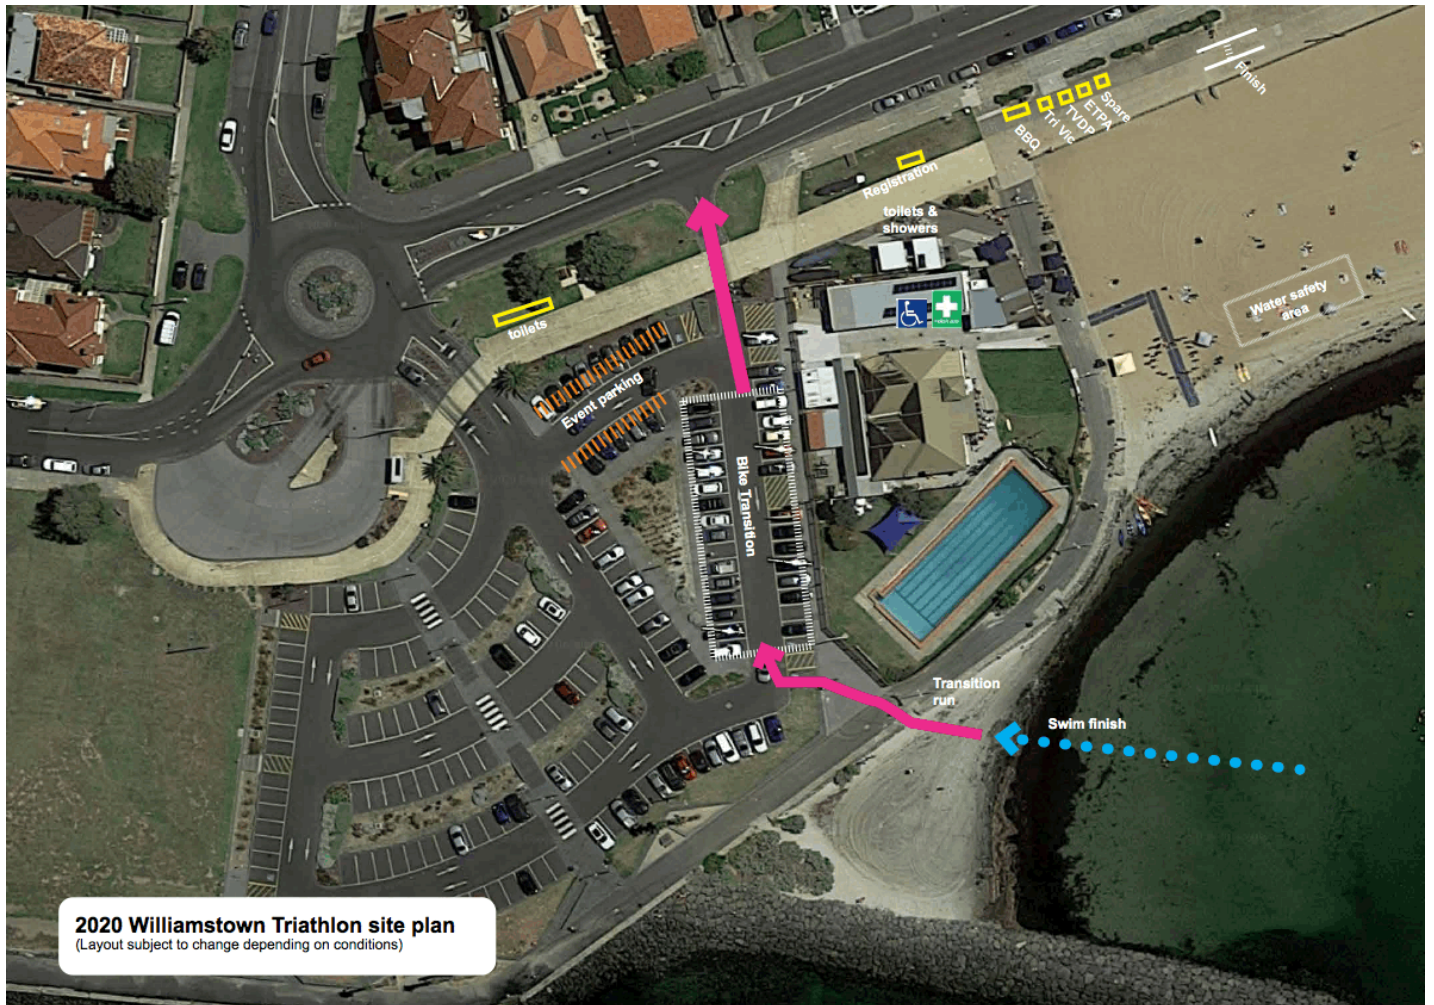 Finish
Spare
ETPA
TVDP
Tri Vic
BBQ
Registration
toilets &
showers
Water safety
area
toilets
Event parking
Bike Transition
Transition
run
Swim finish
2020 Williamstown Triathlon site plan
(Layout subject to change depending on conditions)